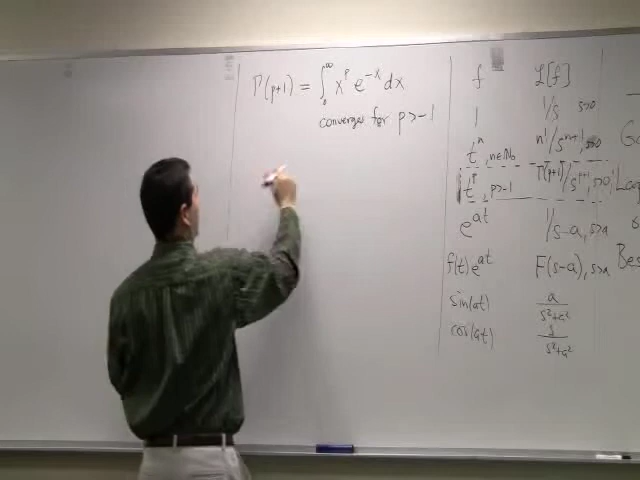 Γ(p+1) = ∫₀^∞ x^p e^{-x} dx
converges for p>-1
f L[f]
1 1/s s>0
t^n, n∈ℕ₀ n!/s^{n+1}, s>0
t^p, p>-1 Γ(p+1)/s^{p+1}, s>0
e^{at} 1/s-a, s>a
f(t)e^{at} F(s-a), s>a
sin(at) a/s²+a²
cos(at) s/s²+a²